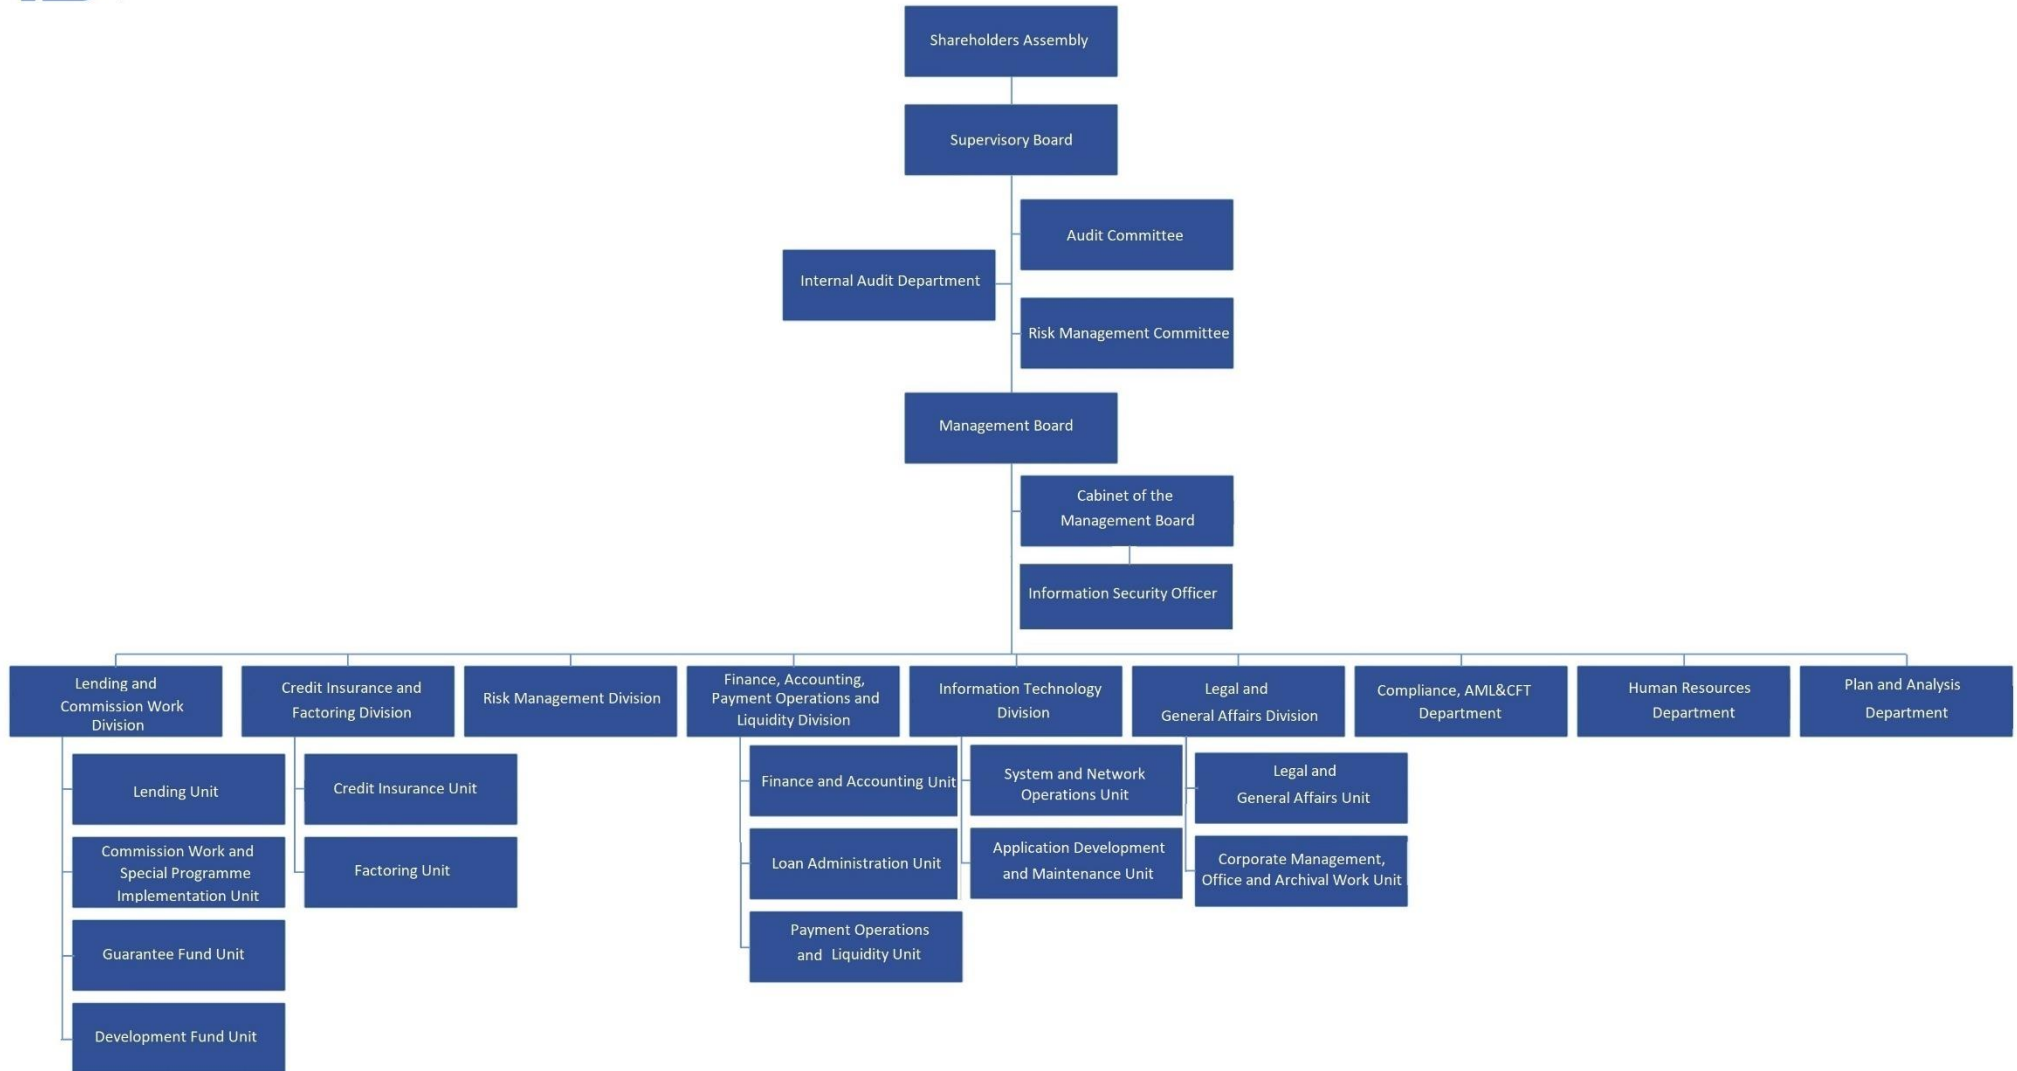 Shareholders Assembly
Supervisory Board
Audit Committee
Internal Audit Department
Risk Management Committee
Management Board
Cabinet of the
Management Board
Information Security Officer
Lending and
Commission Work
Division
Credit Insurance and
Factoring Division
Risk Management Division
Finance, Accounting,
Payment Operations and
Liquidity Division
Information Technology
Division
Legal and
General Affairs Division
Compliance, AML&CFT
Department
Human Resources
Department
Plan and Analysis
Department
Lending Unit
Commission Work and
Special Programme
Implementation Unit
Guarantee Fund Unit
Development Fund Unit
Credit Insurance Unit
Factoring Unit
Finance and Accounting Unit
Loan Administration Unit
Payment Operations
and Liquidity Unit
System and Network
Operations Unit
Application Development
and Maintenance Unit
Legal and
General Affairs Unit
Corporate Management,
Office and Archival Work Unit